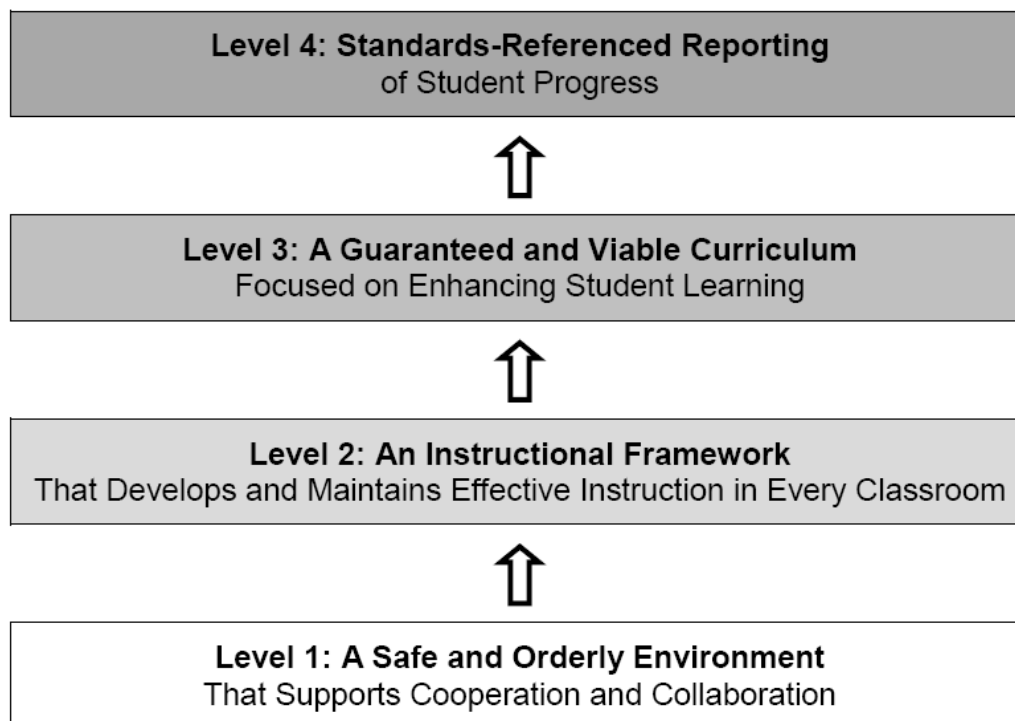 Level 4: Standards-Referenced Reporting
of Student Progress
Level 3: A Guaranteed and Viable Curriculum
Focused on Enhancing Student Learning
Level 2: An Instructional Framework
That Develops and Maintains Effective Instruction in Every Classroom
Level 1: A Safe and Orderly Environment
That Supports Cooperation and Collaboration